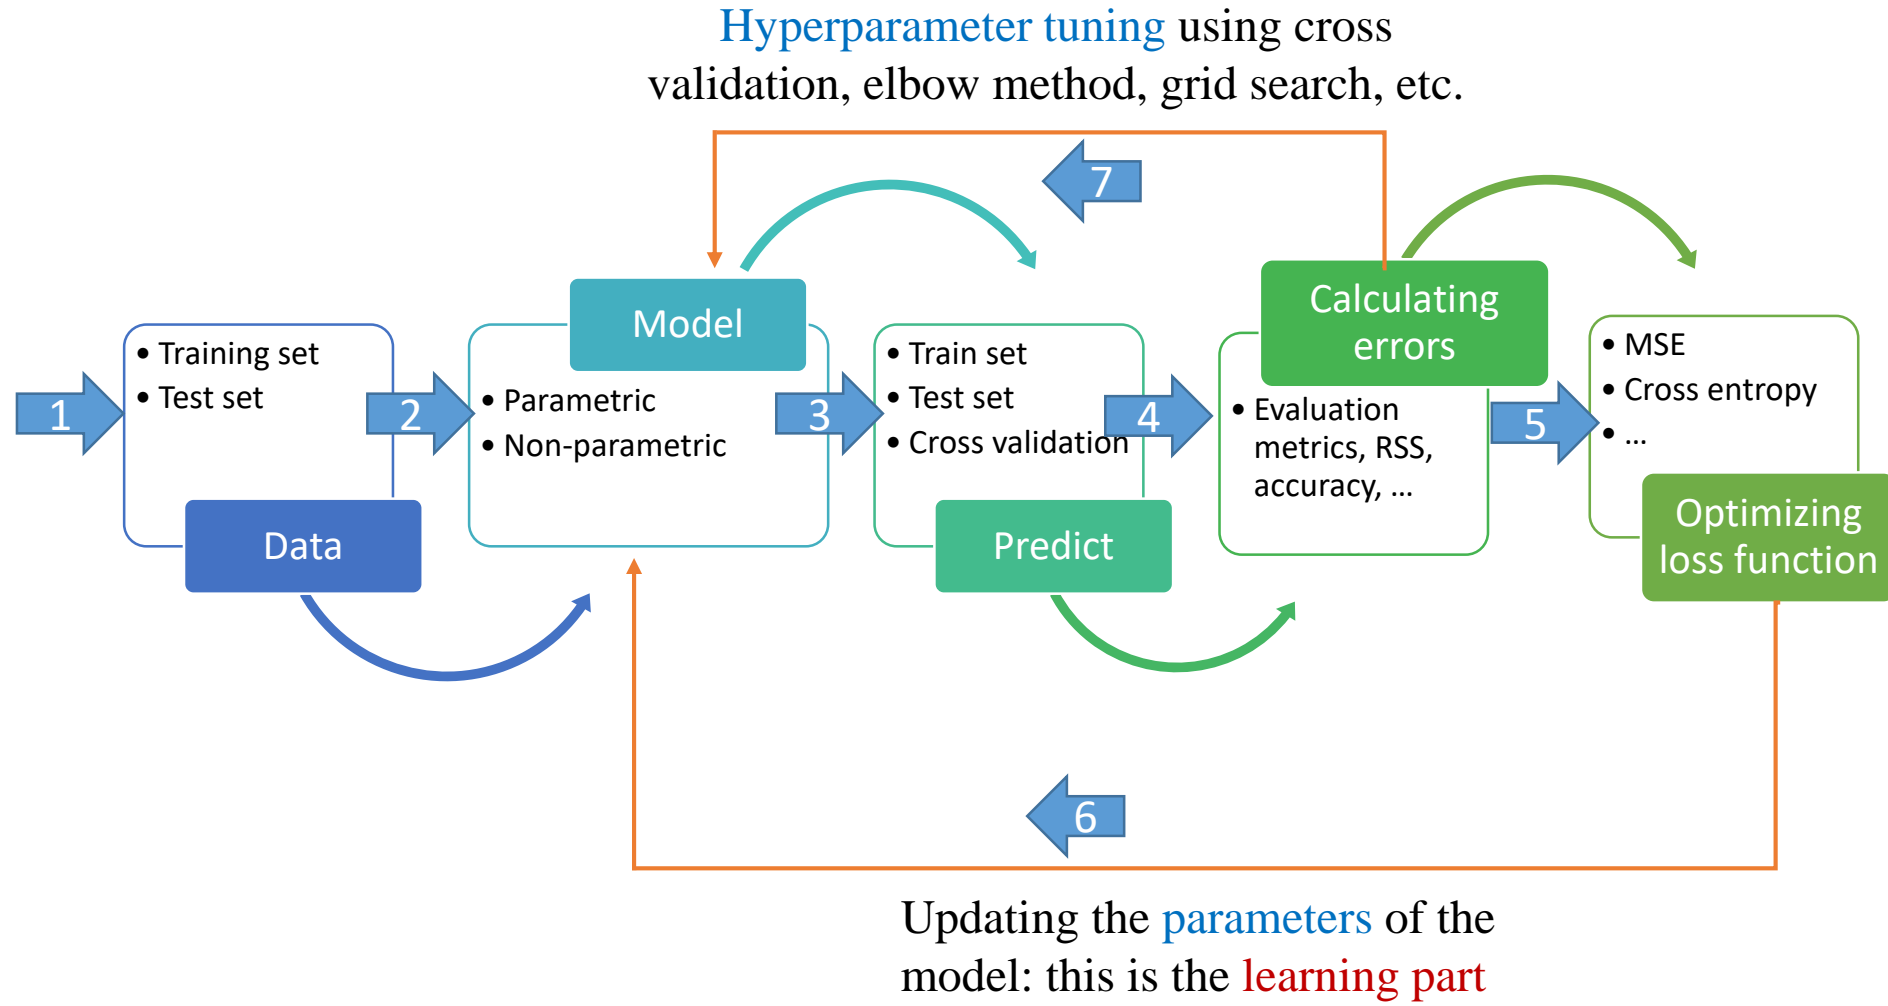 Hyperparameter tuning using cross
validation, elbow method, grid search, etc.
7
1
• Training set
• Test set
Data
2
Model
• Parametric
• Non-parametric
3
• Train set
• Test set
• Cross validation
Predict
4
Calculating
errors
• Evaluation
metrics, RSS,
accuracy, ...
5
• MSE
• Cross entropy
• ...
Optimizing
loss function
6
Updating the parameters of the
model: this is the learning part